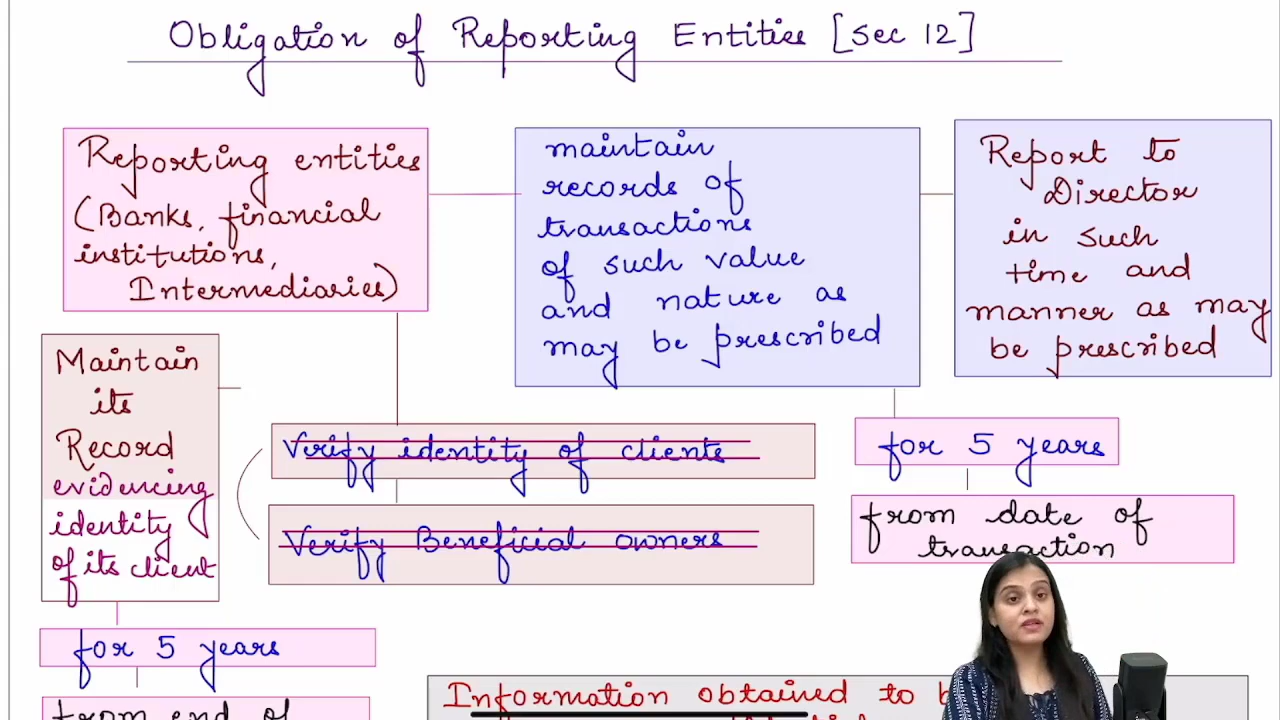 Obligation of Reporting Entities [Sec 12]
Reporting entities
(Banks, financial
institutions,
Intermediaries)
maintain
records of
transactions
of such value
and nature as
may be prescribed
Report to
Director
in such
time and
manner as may
be prescribed
Maintain
its
Record
evidencing
identity
of its client
Verify identity of clients
Verify Beneficial owners
for 5 years
from date of
transaction
for 5 years
from end of
Information obtained to